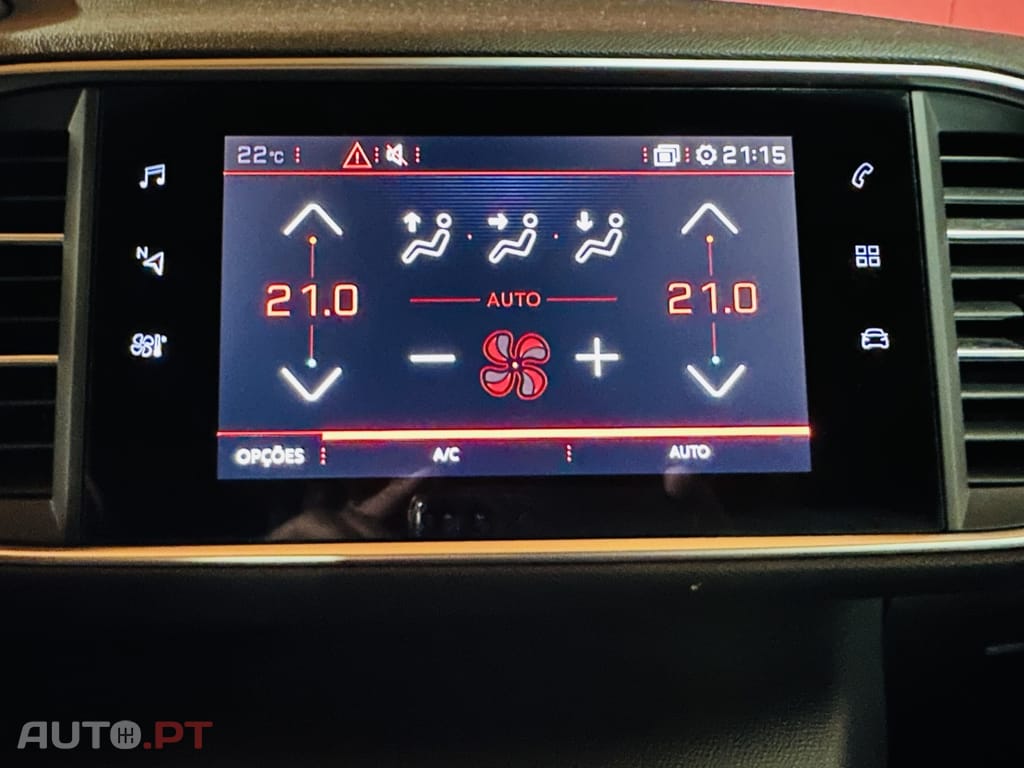 22°C 21:15
N
21.0 21.0
AUTO
OPÇÕES A/C AUTO
AUTO.PT